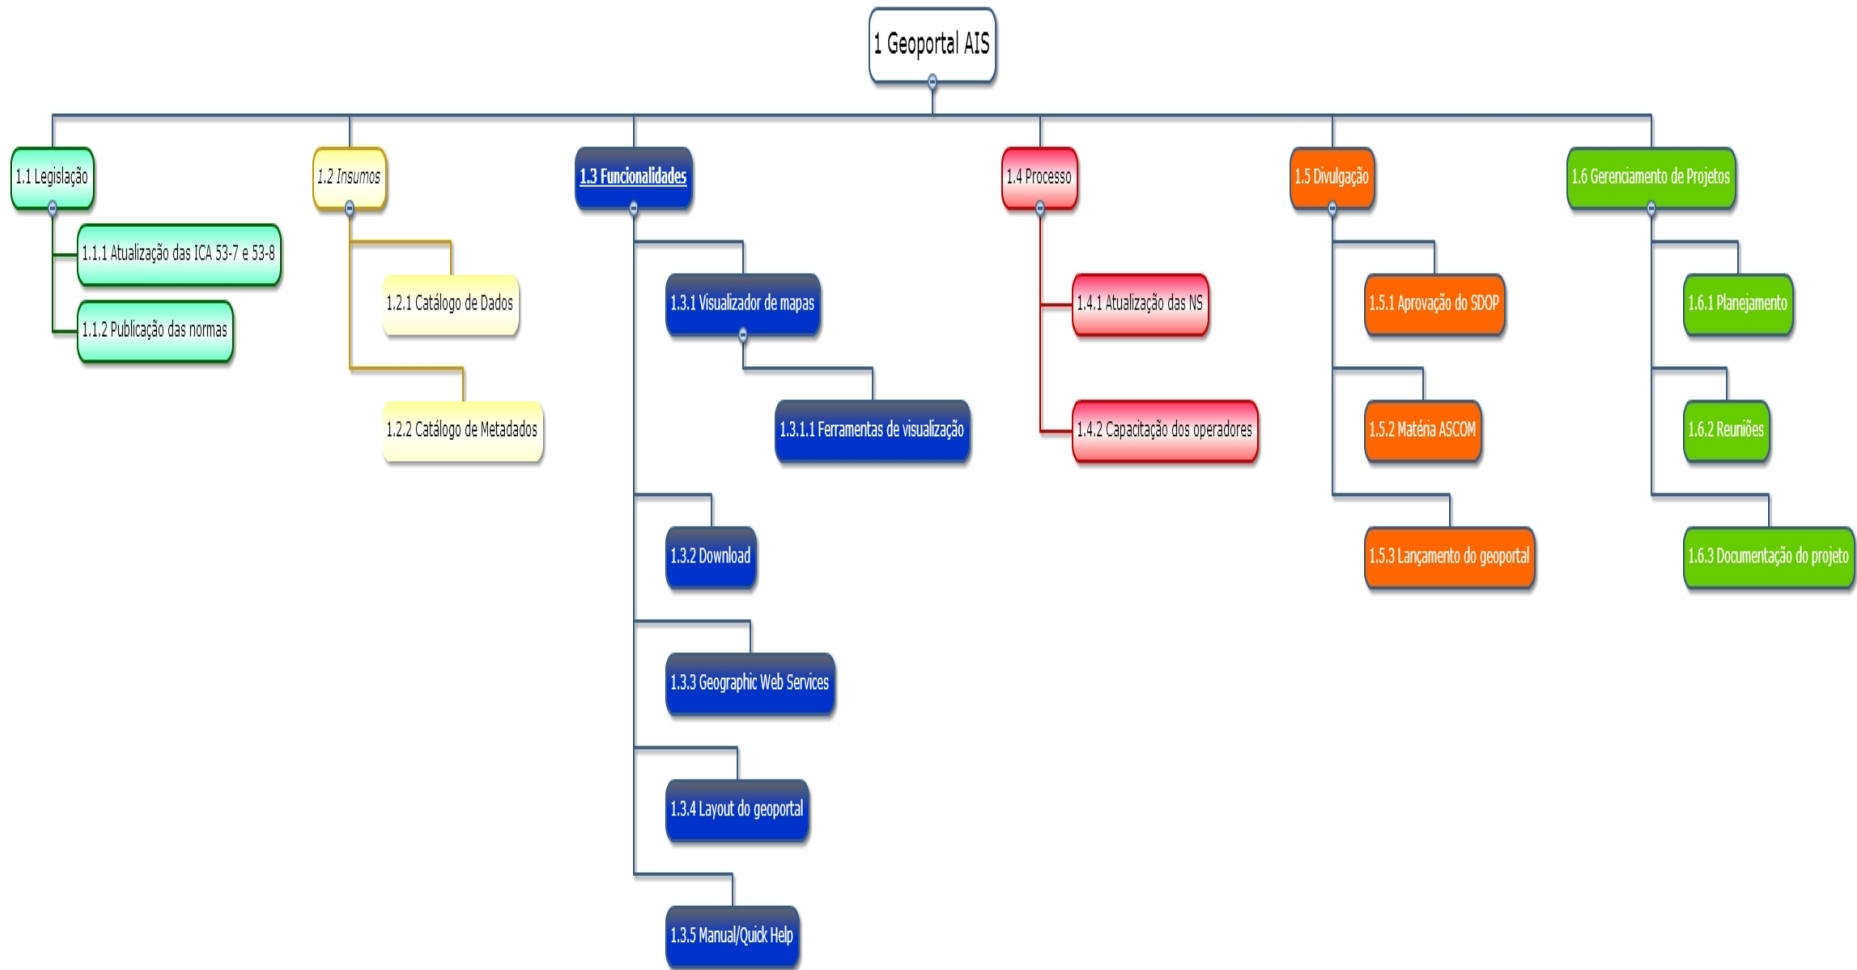 1 Geoportal AIS
1.1 Legislação
1.1.1 Atualização das ICA 53-7 e 53-8
1.1.2 Publicação das normas
1.2 Insumos
1.2.1 Catálogo de Dados
1.2.2 Catálogo de Metadados
1.3 Funcionalidades
1.3.1 Visualizador de mapas
1.3.1.1 Ferramentas de visualização
1.3.2 Download
1.3.3 Geographic Web Services
1.3.4 Layout do geoportal
1.3.5 Manual/Quick Help
1.4 Processo
1.4.1 Atualização das NS
1.4.2 Capacitação dos operadores
1.5 Divulgação
1.5.1 Aprovação do SDOP
1.5.2 Matéria ASCOM
1.5.3 Lançamento do geoportal
1.6 Gerenciamento de Projetos
1.6.1 Planejamento
1.6.2 Reuniões
1.6.3 Documentação do projeto